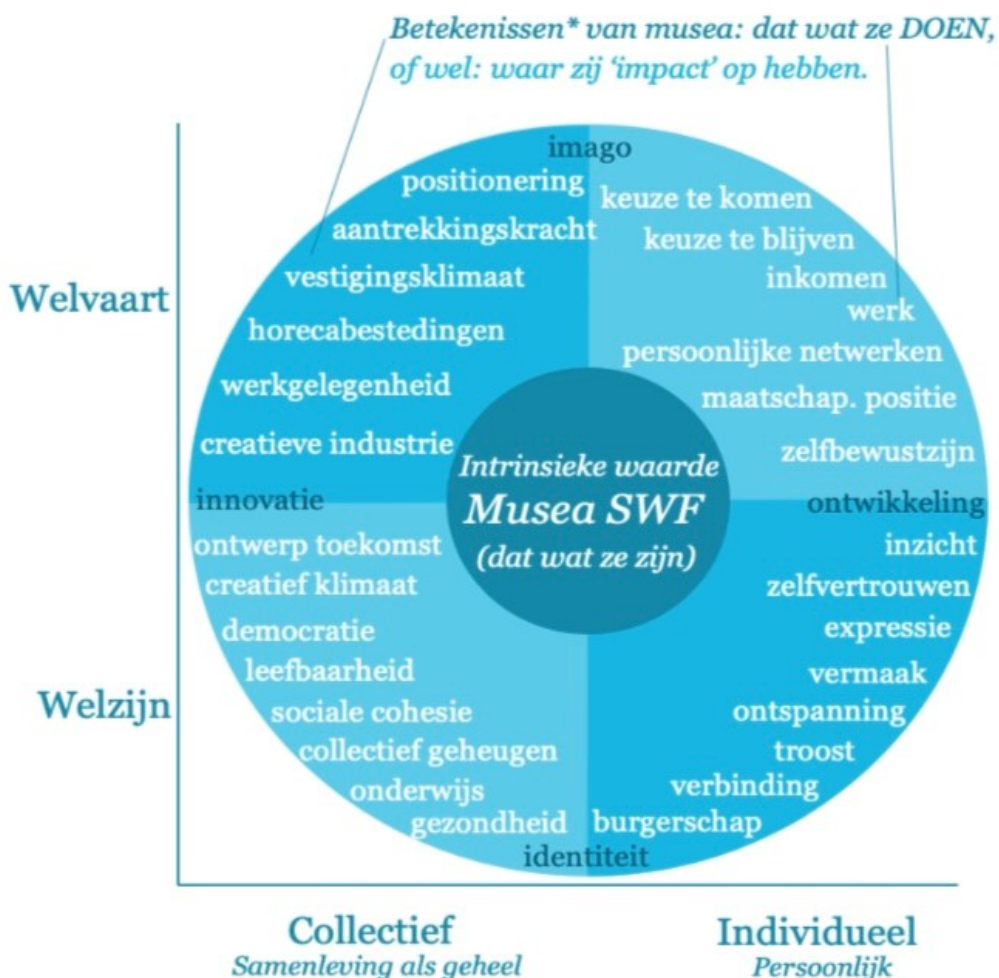 Betekenissen* van musea: dat wat ze DOEN,
of wel: waar zij ‘impact’ op hebben.
imago
positionering
aantrekkingskracht
vestigingsklimaat
horecabestedingen
werkgelegenheid
creatieve industrie
keuze te komen
keuze te blijven
inkomen
werk
persoonlijke netwerken
maatschap. positie
zelfbewustzijn
Welvaart
Intrinsieke waarde
Musea SWF
(dat wat ze zijn)
innovatie
ontwikkeling
ontwerp toekomst
creatief klimaat
democratie
leefbaarheid
sociale cohesie
collectief geheugen
onderwijs
gezondheid
inzicht
zelfvertrouwen
expressie
vermaak
ontspanning
troost
verbinding
burgerschap
identiteit
Welzijn
Collectief
Samenleving als geheel
Individueel
Persoonlijk